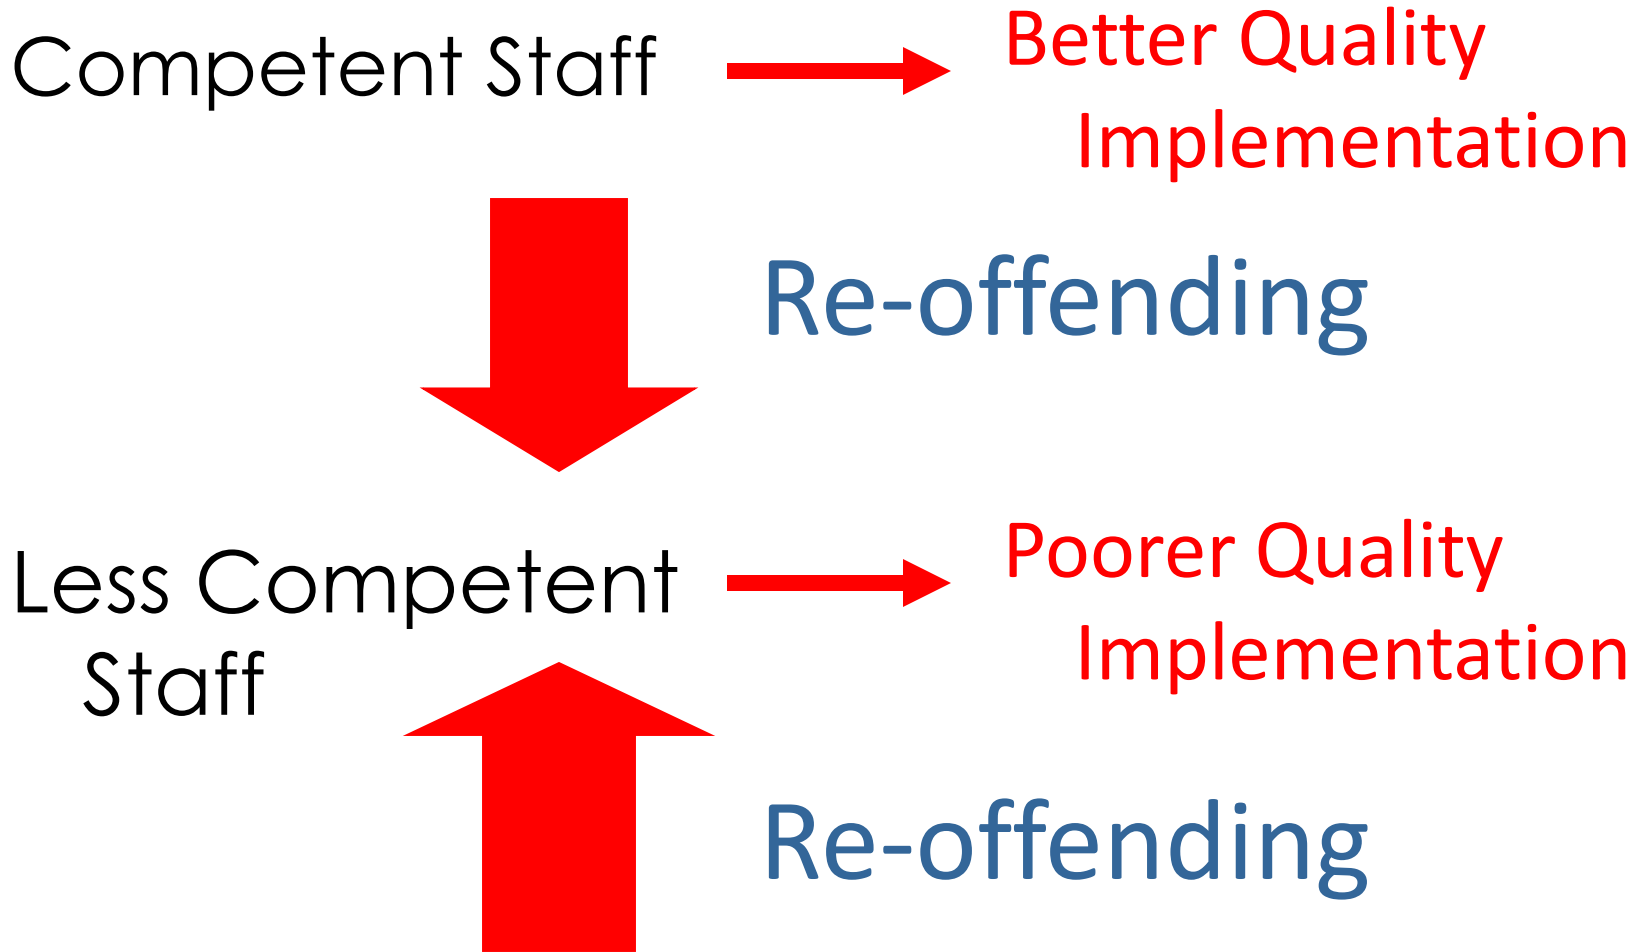 Competent Staff
Better Quality
Implementation
Re-offending
Less Competent
Staff
Poorer Quality
Implementation
Re-offending